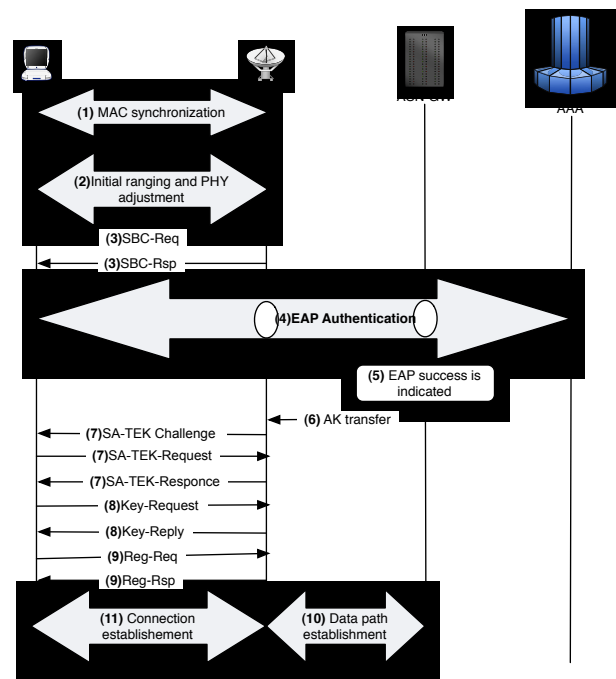 AAA
(1) MAC synchronization
(2)Initial ranging and PHY
adjustment
(3)SBC-Req
(3)SBC-Rsp
(4)EAP Authentication
(5) EAP success is
indicated
(6) AK transfer
(7)SA-TEK Challenge
(7)SA-TEK-Request
(7)SA-TEK-Responce
(8)Key-Request
(8)Key-Reply
(9)Reg-Req
(9)Reg-Rsp
(11) Connection
establishement
(10) Data path
establishment